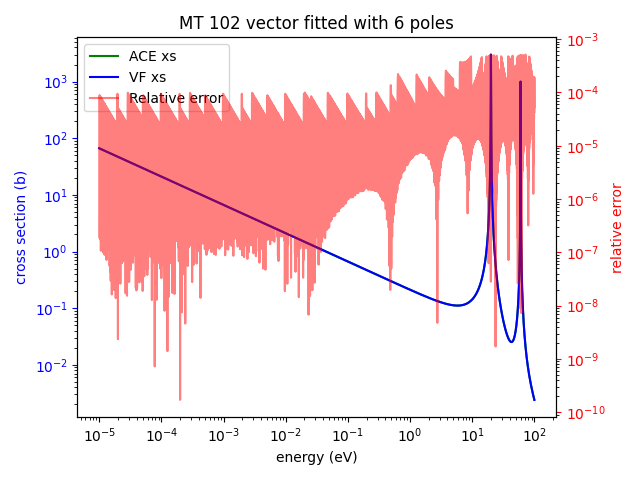 MT 102 vector fitted with 6 poles
ACE xs
VF xs
Relative error
cross section (b)
10³
10²
10¹
10⁰
10⁻¹
10⁻²
relative error
10⁻³
10⁻⁴
10⁻⁵
10⁻⁶
10⁻⁷
10⁻⁸
10⁻⁹
10⁻¹⁰
10⁻⁵ 10⁻⁴ 10⁻³ 10⁻² 10⁻¹ 10⁰ 10¹ 10²
energy (eV)